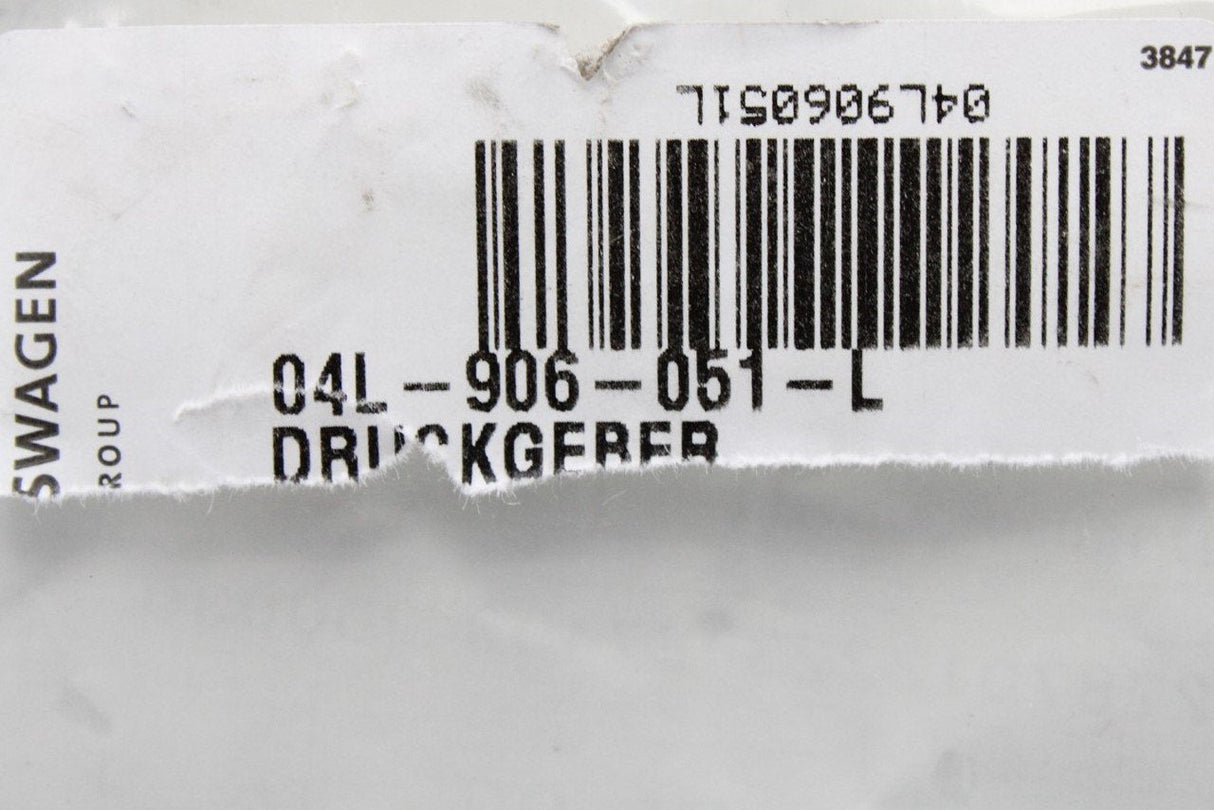 3847
04L906051L
04L-906-051-L
DRUCKGEBER
SWAGEN
ROUP